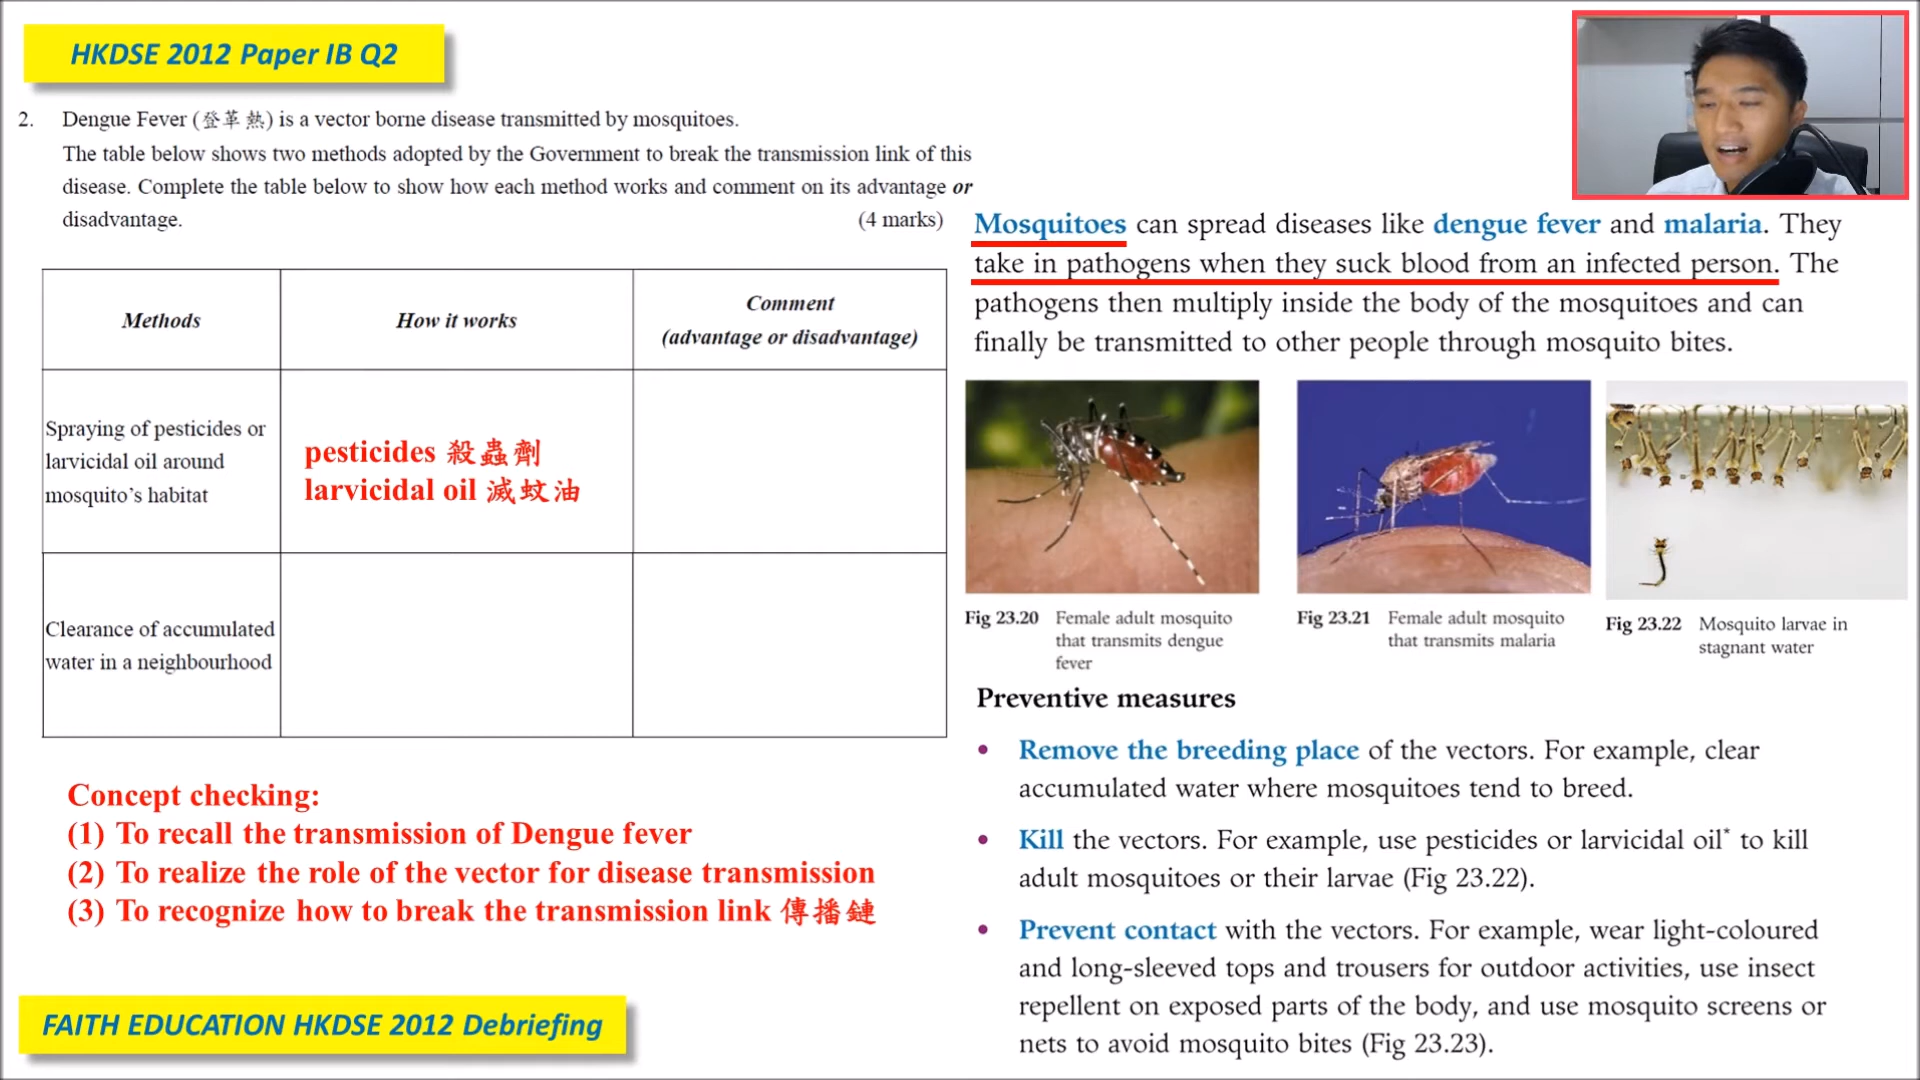 HKDSE 2012 Paper IB Q2
2. Dengue Fever (登革熱) is a vector borne disease transmitted by mosquitoes.
The table below shows two methods adopted by the Government to break the transmission link of this
disease. Complete the table below to show how each method works and comment on its advantage or
disadvantage. (4 marks)
Methods
How it works
Comment
(advantage or disadvantage)
Spraying of pesticides or
larvicidal oil around
mosquito's habitat
pesticides 殺蟲劑
larvicidal oil 滅蚊油
Clearance of accumulated
water in a neighbourhood
Concept checking:
(1) To recall the transmission of Dengue fever
(2) To realize the role of the vector for disease transmission
(3) To recognize how to break the transmission link 傳播鏈
FAITH EDUCATION HKDSE 2012 Debriefing
Mosquitoes can spread diseases like dengue fever and malaria. They
take in pathogens when they suck blood from an infected person. The
pathogens then multiply inside the body of the mosquitoes and can
finally be transmitted to other people through mosquito bites.
Fig 23.20 Female adult mosquito
that transmits dengue
fever
Fig 23.21 Female adult mosquito
that transmits malaria
Fig 23.22 Mosquito larvae in
stagnant water
Preventive measures
• Remove the breeding place of the vectors. For example, clear
accumulated water where mosquitoes tend to breed.
• Kill the vectors. For example, use pesticides or larvicidal oil* to kill
adult mosquitoes or their larvae (Fig 23.22).
• Prevent contact with the vectors. For example, wear light-coloured
and long-sleeved tops and trousers for outdoor activities, use insect
repellent on exposed parts of the body, and use mosquito screens or
nets to avoid mosquito bites (Fig 23.23).